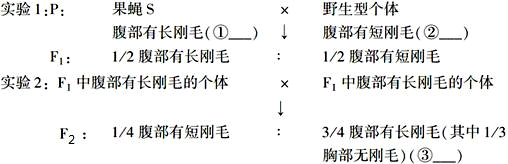 实验1：P： 果蝇S × 野生型个体
腹部有长刚毛（①___） ↓ 腹部有短刚毛（②___）
F₁： 1/2 腹部有长刚毛 ： 1/2 腹部有短刚毛
实验2：F₁ 中腹部有长刚毛的个体 × F₁ 中腹部有长刚毛的个体
↓
F₂： 1/4 腹部有短刚毛 ： 3/4 腹部有长刚毛（其中 1/3
胸部无刚毛）（③___）